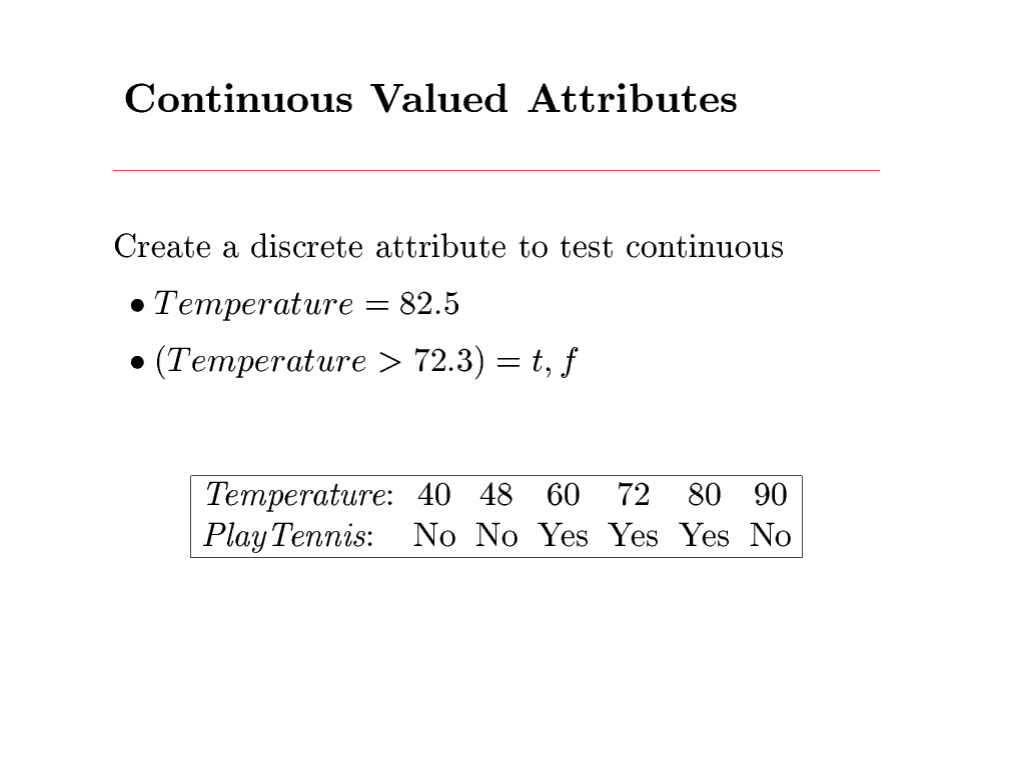 Continuous Valued Attributes
Create a discrete attribute to test continuous
• Temperature = 82.5
• (Temperature > 72.3) = t, f
Temperature: 40 48 60 72 80 90
PlayTennis: No No Yes Yes Yes No